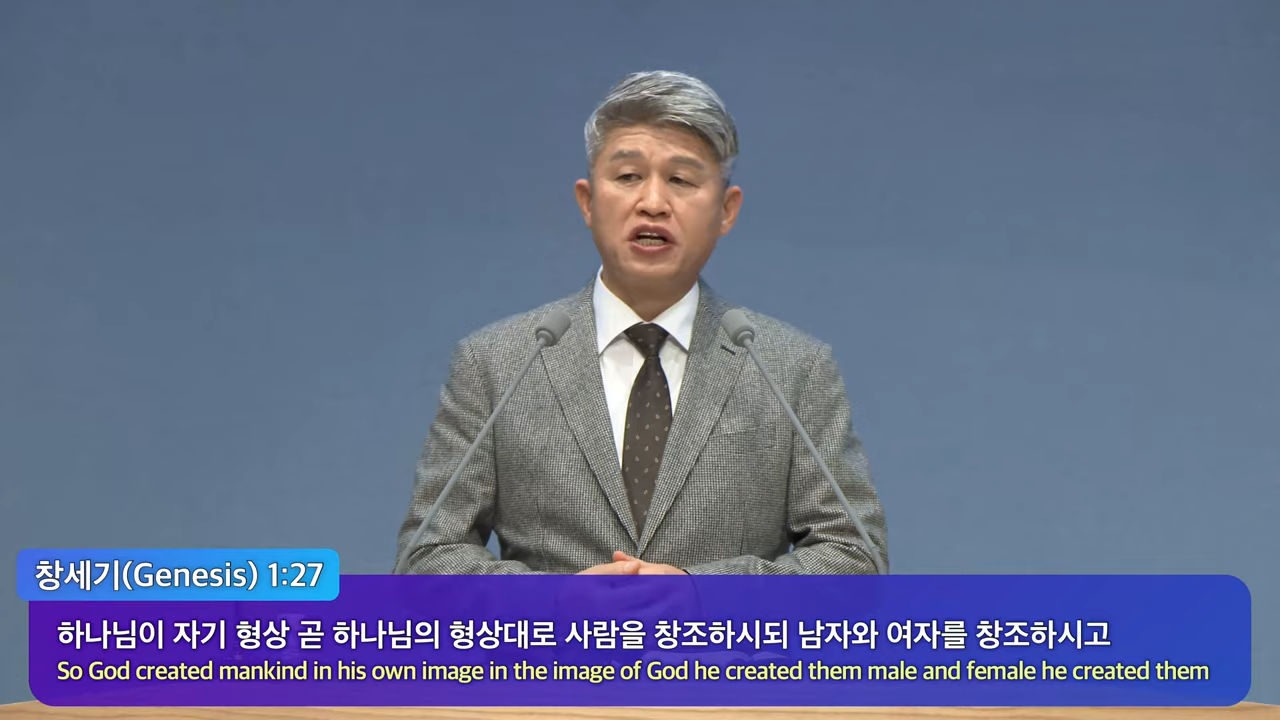 창세기(Genesis) 1:27
하나님이 자기 형상 곧 하나님의 형상대로 사람을 창조하시되 남자와 여자를 창조하시고
So God created mankind in his own image in the image of God he created them male and female he created them